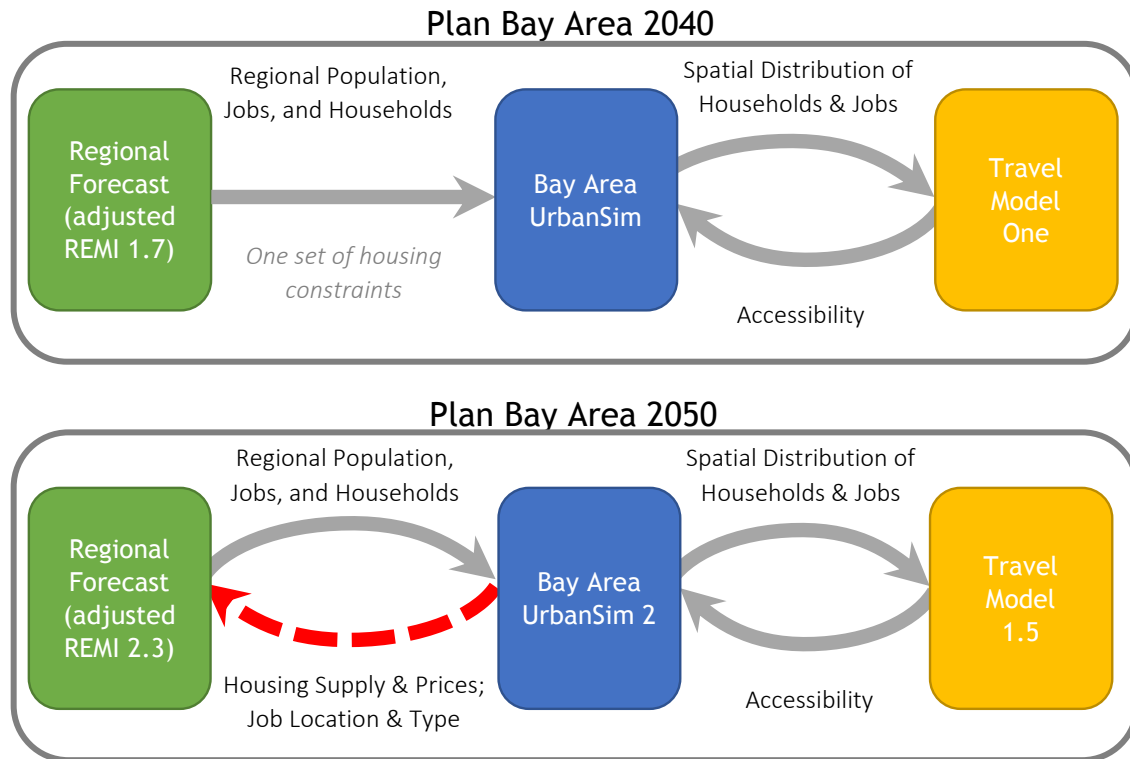 Plan Bay Area 2040
Regional Population,
Jobs, and Households
Spatial Distribution of
Households & Jobs
Regional
Forecast
(adjusted
REMI 1.7)
Bay Area
UrbanSim
Travel
Model
One
One set of housing
constraints
Accessibility
Plan Bay Area 2050
Regional Population,
Jobs, and Households
Spatial Distribution of
Households & Jobs
Regional
Forecast
(adjusted
REMI 2.3)
Bay Area
UrbanSim 2
Travel
Model
1.5
Housing Supply & Prices;
Job Location & Type
Accessibility